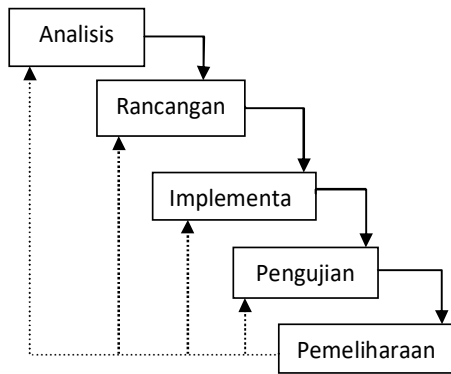 Analisis
Rancangan
Implementa
Pengujian
Pemeliharaan